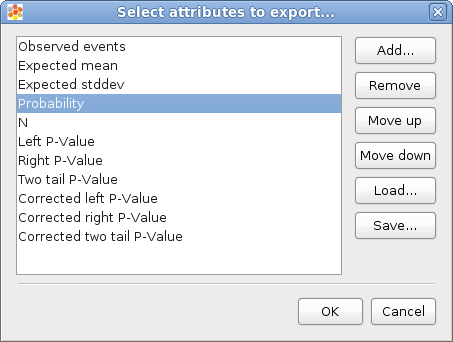 Select attributes to export...
Observed events
Expected mean
Expected stddev
Probability
N
Left P-Value
Right P-Value
Two tail P-Value
Corrected left P-Value
Corrected right P-Value
Corrected two tail P-Value
Add...
Remove
Move up
Move down
Load...
Save...
OK
Cancel